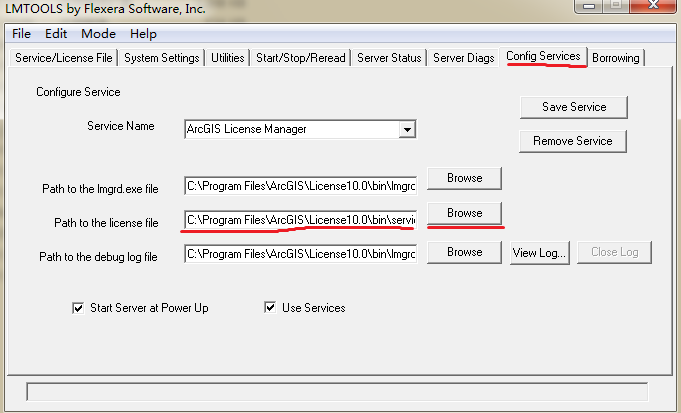 LMTOOLS by Flexera Software, Inc.
File Edit Mode Help
Service/License File System Settings Utilities Start/Stop/Reread Server Status Server Diags Config Services Borrowing
Configure Service
Save Service
Service Name ArcGIS License Manager
Remove Service
Path to the lmgrd.exe file C:\Program Files\ArcGIS\License10.0\bin\lmgrc Browse
Path to the license file C:\Program Files\ArcGIS\License10.0\bin\servi Browse
Path to the debug log file C:\Program Files\ArcGIS\License10.0\bin\lmgrc Browse View Log... Close Log
Start Server at Power Up Use Services